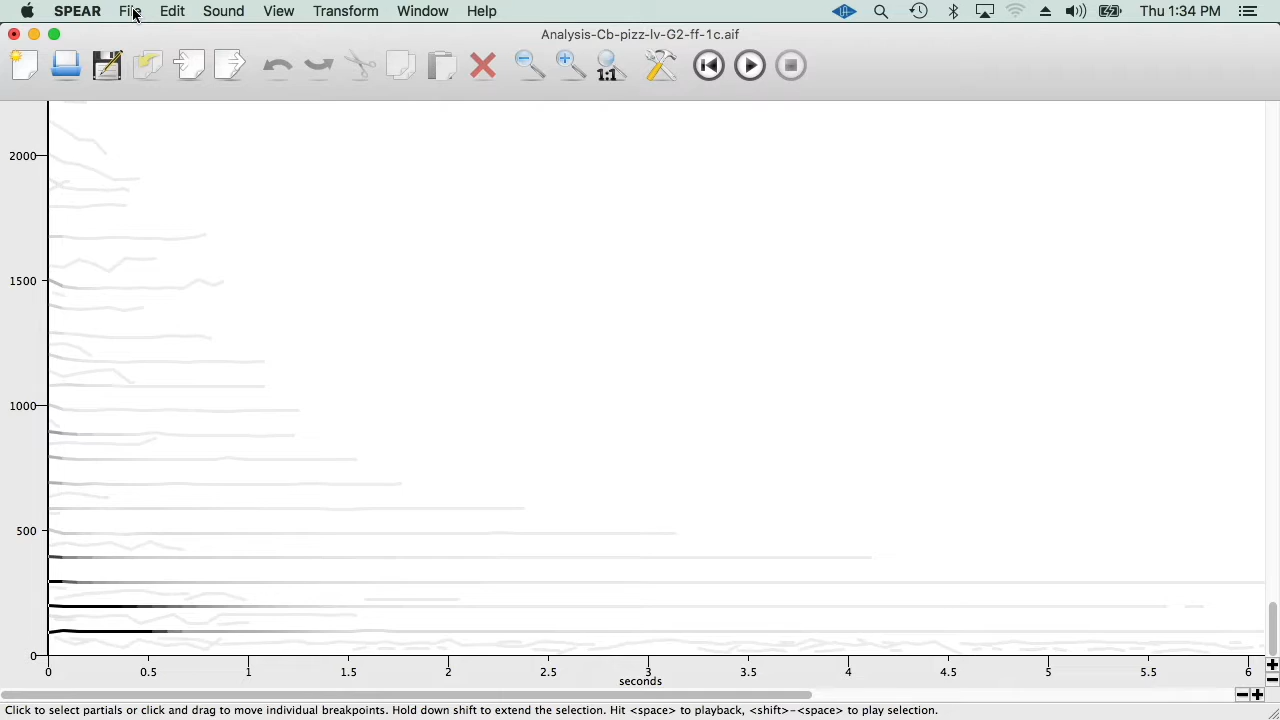 SPEAR File Edit Sound View Transform Window Help Thu 1:34 PM
Analysis-Cb-pizz-lv-G2-ff-1c.aif
1:1
2000
1500
1000
500
0
0 0.5 1 1.5 2 2.5 3 3.5 4 4.5 5 5.5 6
seconds
Click to select partials or click and drag to move individual breakpoints. Hold down shift to extend the selection. Hit <space> to playback, <shift>-<space> to play selection.